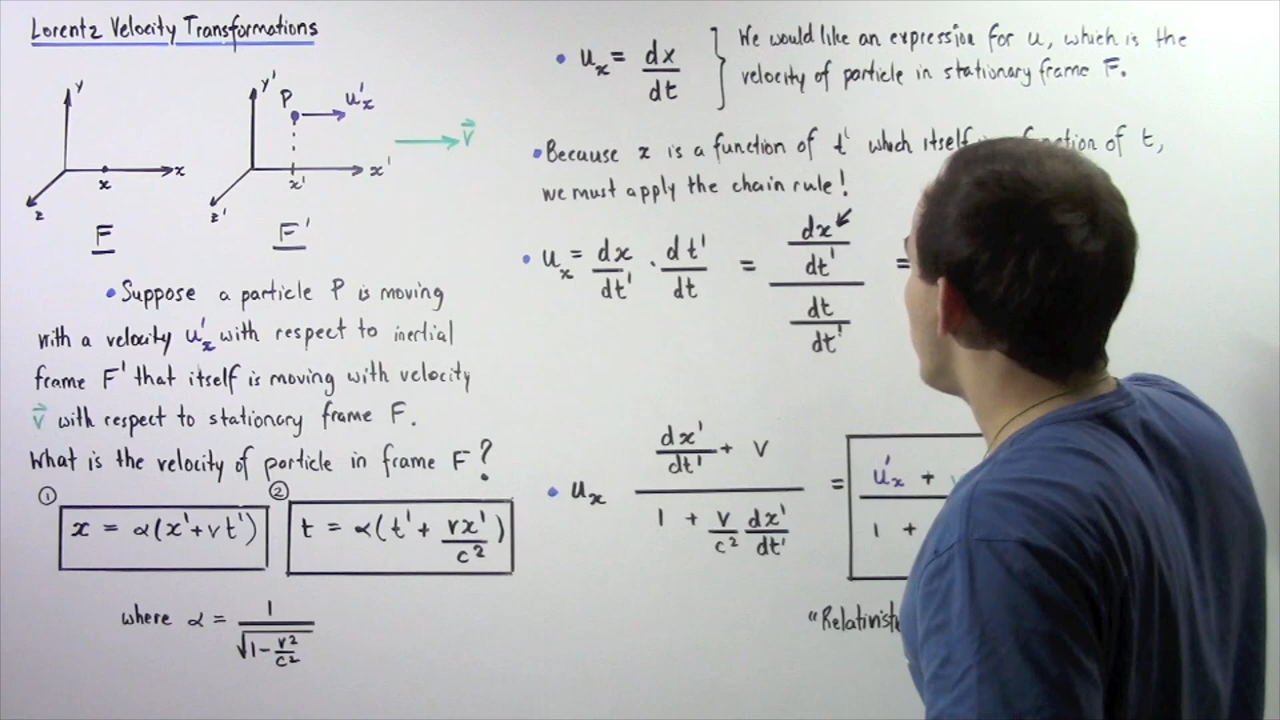 Lorentz Velocity Transformations
y
x
x
z
F
y'
P
u'x
x'
x'
z'
v⃗
F'
• Suppose a particle P is moving
with a velocity u'x with respect to inertial
frame F' that itself is moving with velocity
v⃗ with respect to stationary frame F.
What is the velocity of particle in frame F?
① x = α(x'+vt')
② t = α(t' + vx'/c²)
where α = 1/√(1-v²/c²)
• ux = dx/dt } We would like an expression for u, which is the
velocity of particle in stationary frame F.
• Because x is a function of t' which itself of t,
we must apply the chain rule!
• ux = dx/dt' · dt'/dt = (dx/dt')/(dt/dt') =
• ux (dx'/dt' + v)/(1 + v/c² dx'/dt') = u'x + / 1 +